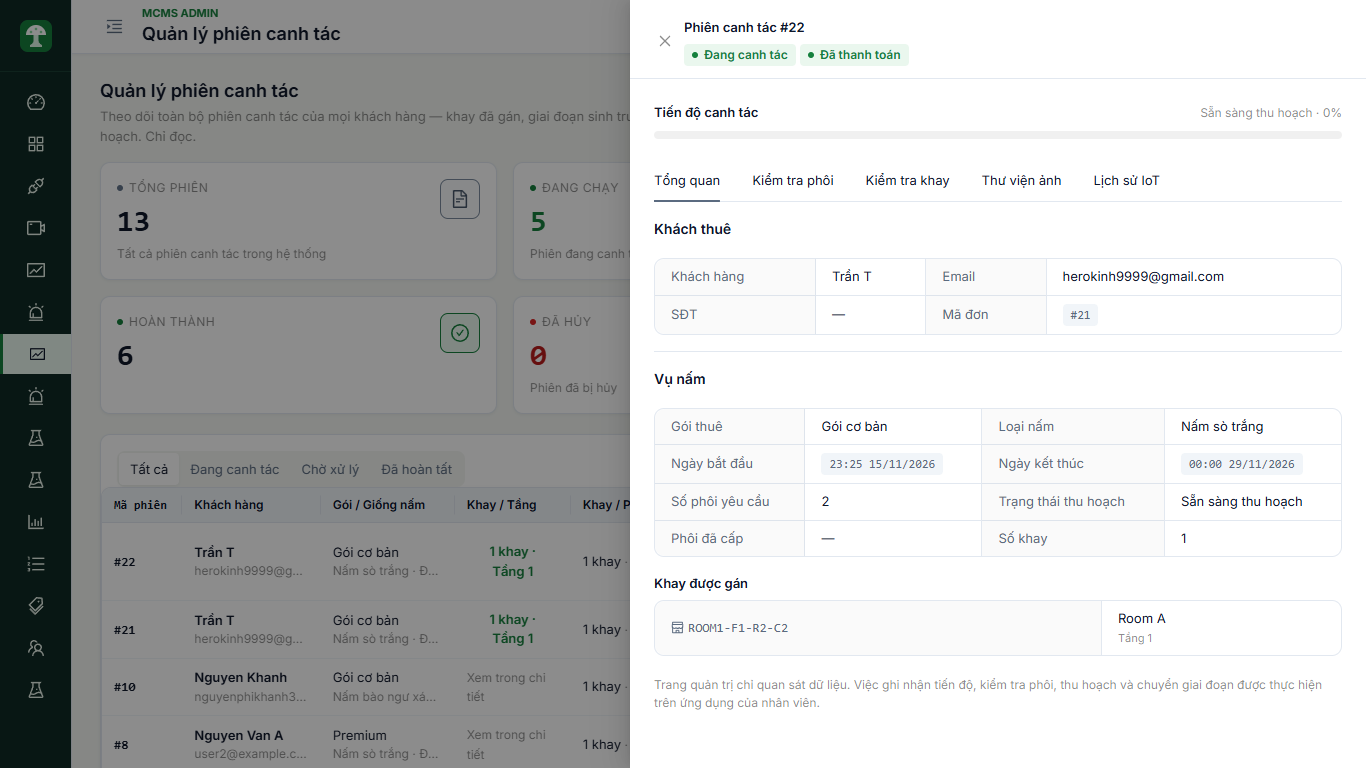 MCMS ADMIN
Quản lý phiên canh tác
Quản lý phiên canh tác
Theo dõi toàn bộ phiên canh tác của mọi khách hàng — khay đã gán, giai đoạn sinh
hoạch. Chỉ đọc.
TỔNG PHIÊN
13
Tất cả phiên canh tác trong hệ thống
ĐANG CHẠY
5
Phiên đang canh
HOÀN THÀNH
6
ĐÃ HỦY
0
Phiên đã bị hủy
Tất cả Đang canh tác Chờ xử lý Đã hoàn tất
Mã phiên Khách hàng Gói / Giống nấm Khay / Tầng Khay / P
#22 Trần T Gói cơ bản 1 khay · 1 khay ·
herokinh9999@g... Nấm sò trắng · Đ... Tầng 1
#21 Trần T Gói cơ bản 1 khay · 1 khay ·
herokinh9999@g... Nấm sò trắng · Đ... Tầng 1
#10 Nguyen Khanh Gói cơ bản Xem trong chi 1 khay ·
nguyenphikhanh3... Nấm bào ngư xá... tiết
#8 Nguyen Van A Premium Xem trong chi 1 khay ·
user2@example.c... Nấm sò trắng · Đ... tiết
Phiên canh tác #22
Đang canh tác Đã thanh toán
Tiến độ canh tác Sẵn sàng thu hoạch · 0%
Tổng quan Kiểm tra phôi Kiểm tra khay Thư viện ảnh Lịch sử IoT
Khách thuê
Khách hàng Trần T Email herokinh9999@gmail.com
SĐT — Mã đơn #21
Vụ nấm
Gói thuê Gói cơ bản Loại nấm Nấm sò trắng
Ngày bắt đầu 23:25 15/11/2026 Ngày kết thúc 00:00 29/11/2026
Số phôi yêu cầu 2 Trạng thái thu hoạch Sẵn sàng thu hoạch
Phôi đã cấp — Số khay 1
Khay được gán
ROOM1-F1-R2-C2 Room A
Tầng 1
Trang quản trị chỉ quan sát dữ liệu. Việc ghi nhận tiến độ, kiểm tra phôi, thu hoạch và chuyển giai đoạn được thực hiện
trên ứng dụng của nhân viên.